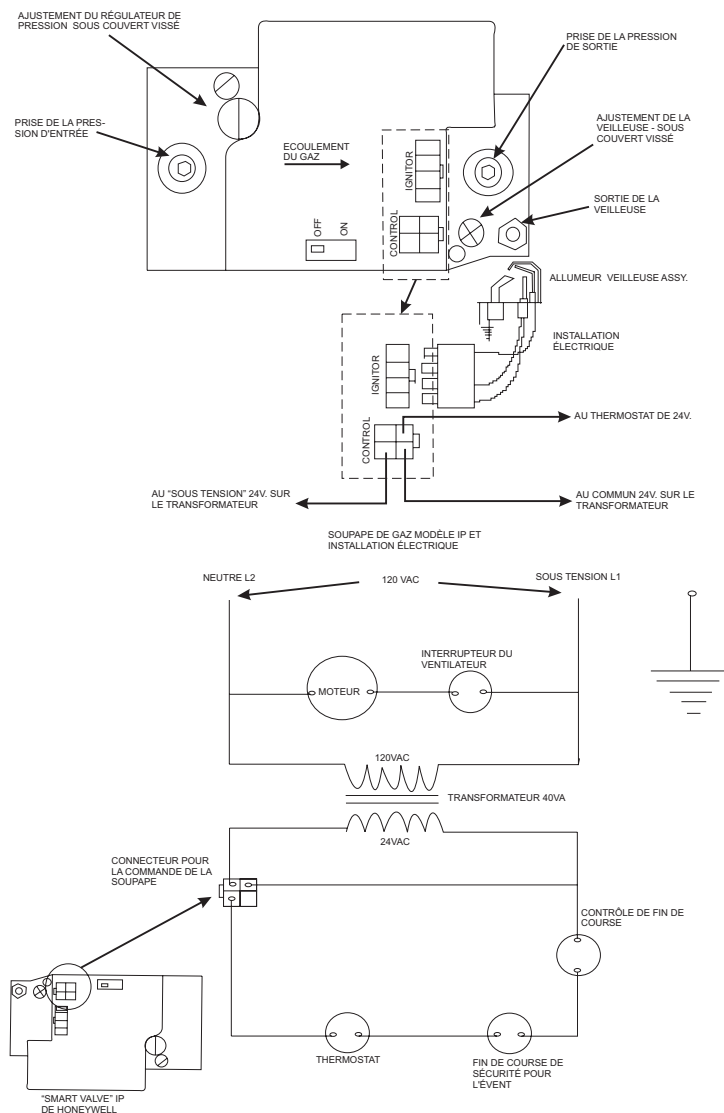 AJUSTEMENT DU RÉGULATEUR DE
PRESSION SOUS COUVERT VISSÉ
PRISE DE LA PRESSION
DE SORTIE
PRISE DE LA PRES-
SION D'ENTRÉE
AJUSTEMENT DE LA
VEILLEUSE - SOUS
COUVERT VISSÉ
ECOULEMENT
DU GAZ
IGNITOR
SORTIE DE LA
VEILLEUSE
OFF
ON
CONTROL
ALLUMEUR VEILLEUSE ASSY.
INSTALLATION
ÉLECTRIQUE
IGNITOR
CONTROL
AU THERMOSTAT DE 24V.
AU "SOUS TENSION" 24V. SUR
LE TRANSFORMATEUR
AU COMMUN 24V. SUR LE
TRANSFORMATEUR
SOUPAPE DE GAZ MODÈLE IP ET
INSTALLATION ÉLECTRIQUE
NEUTRE L2
120 VAC
SOUS TENSION L1
INTERRUPTEUR DU
VENTILATEUR
MOTEUR
120VAC
TRANSFORMATEUR 40VA
24VAC
CONNECTEUR POUR
LA COMMANDE DE LA
SOUPAPE
CONTRÔLE DE FIN DE
COURSE
THERMOSTAT
FIN DE COURSE DE
SÉCURITÉ POUR
L'ÉVENT
"SMART VALVE" IP
DE HONEYWELL